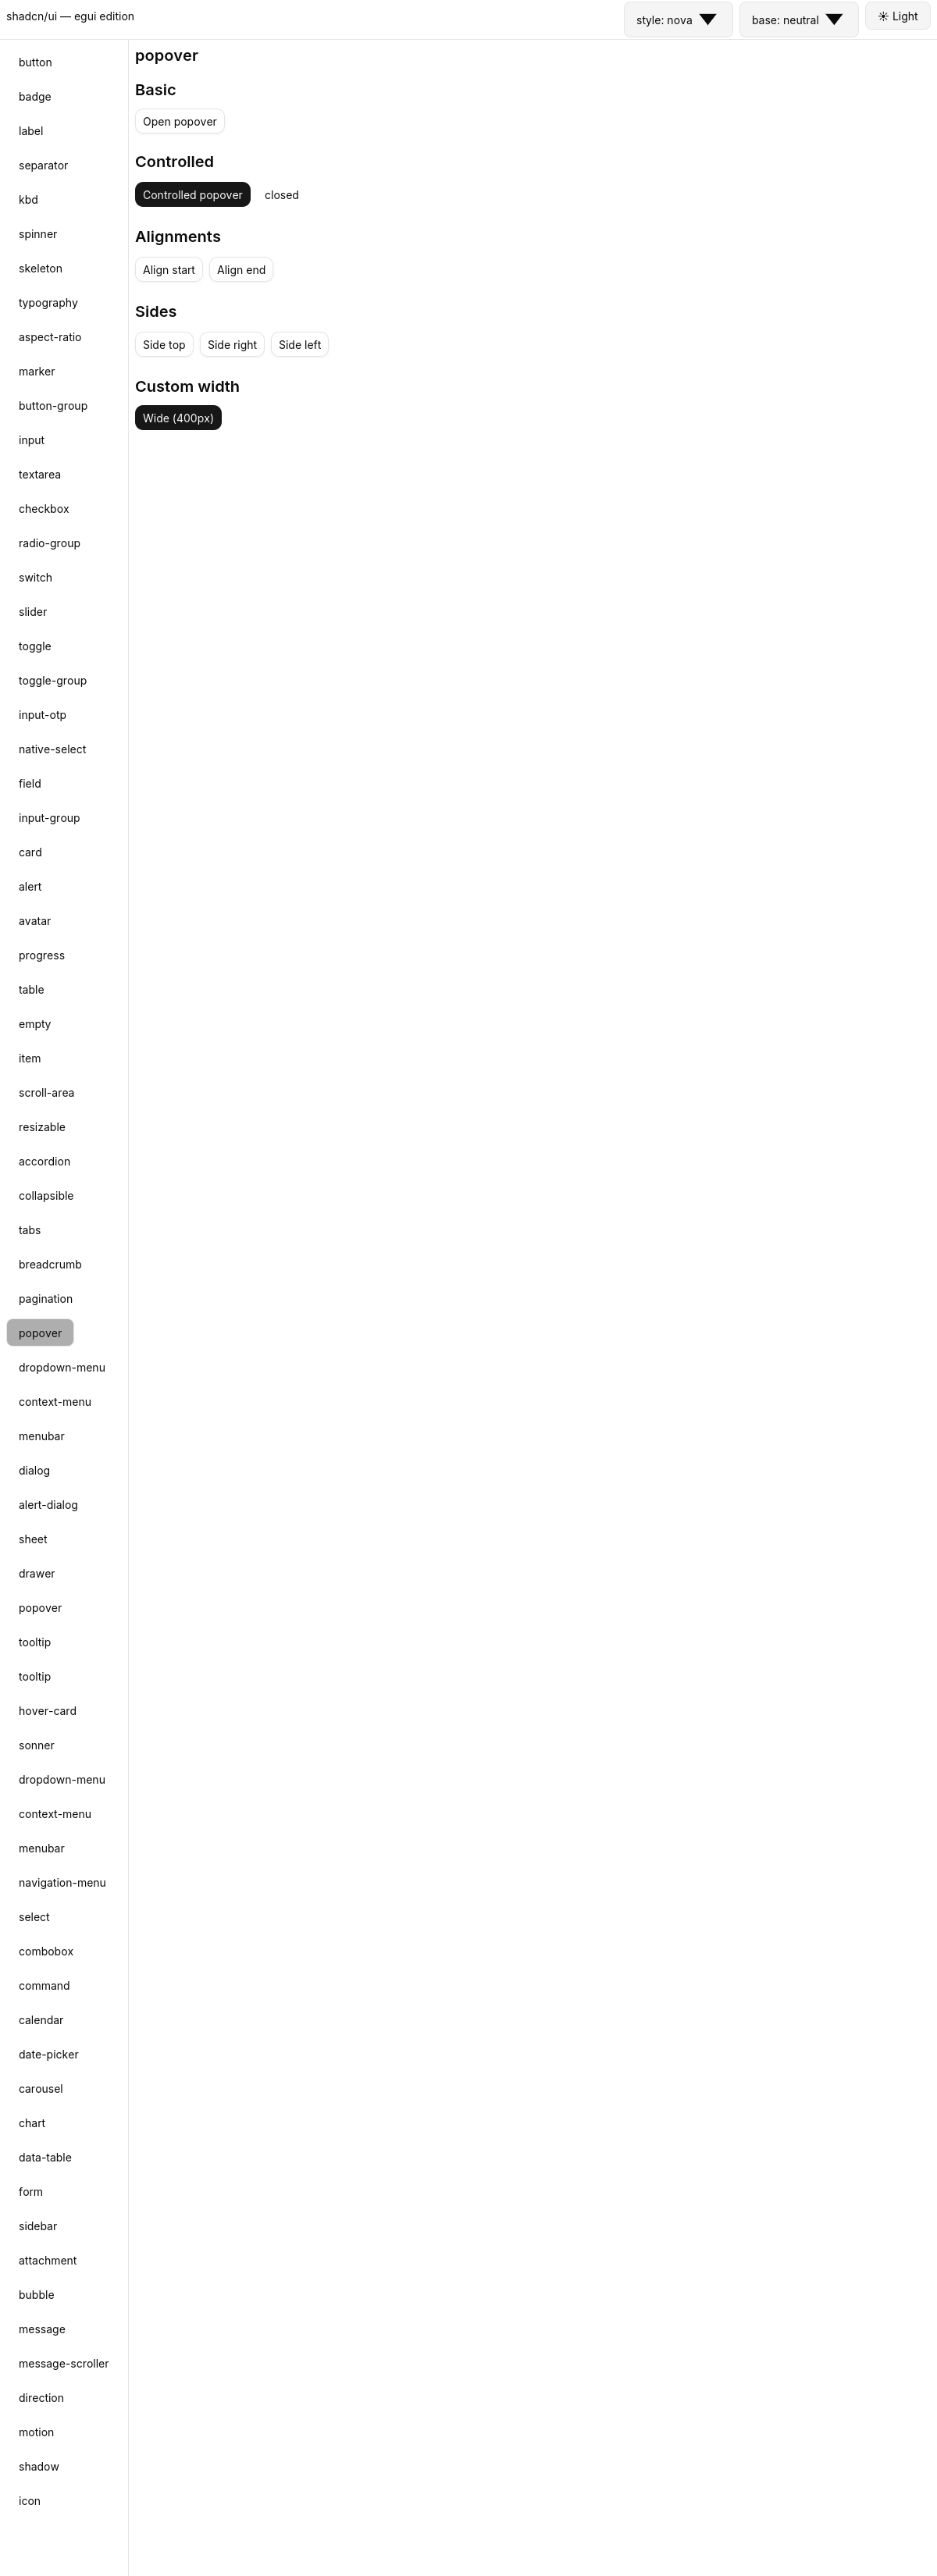 shadcn/ui — egui edition
style: nova
base: neutral
☀ Light
button
badge
label
separator
kbd
spinner
skeleton
typography
aspect-ratio
marker
button-group
input
textarea
checkbox
radio-group
switch
slider
toggle
toggle-group
input-otp
native-select
field
input-group
card
alert
avatar
progress
table
empty
item
scroll-area
resizable
accordion
collapsible
tabs
breadcrumb
pagination
popover
dropdown-menu
context-menu
menubar
dialog
alert-dialog
sheet
drawer
popover
tooltip
tooltip
hover-card
sonner
dropdown-menu
context-menu
menubar
navigation-menu
select
combobox
command
calendar
date-picker
carousel
chart
data-table
form
sidebar
attachment
bubble
message
message-scroller
direction
motion
shadow
icon
popover
Basic
Open popover
Controlled
Controlled popover closed
Alignments
Align start Align end
Sides
Side top Side right Side left
Custom width
Wide (400px)